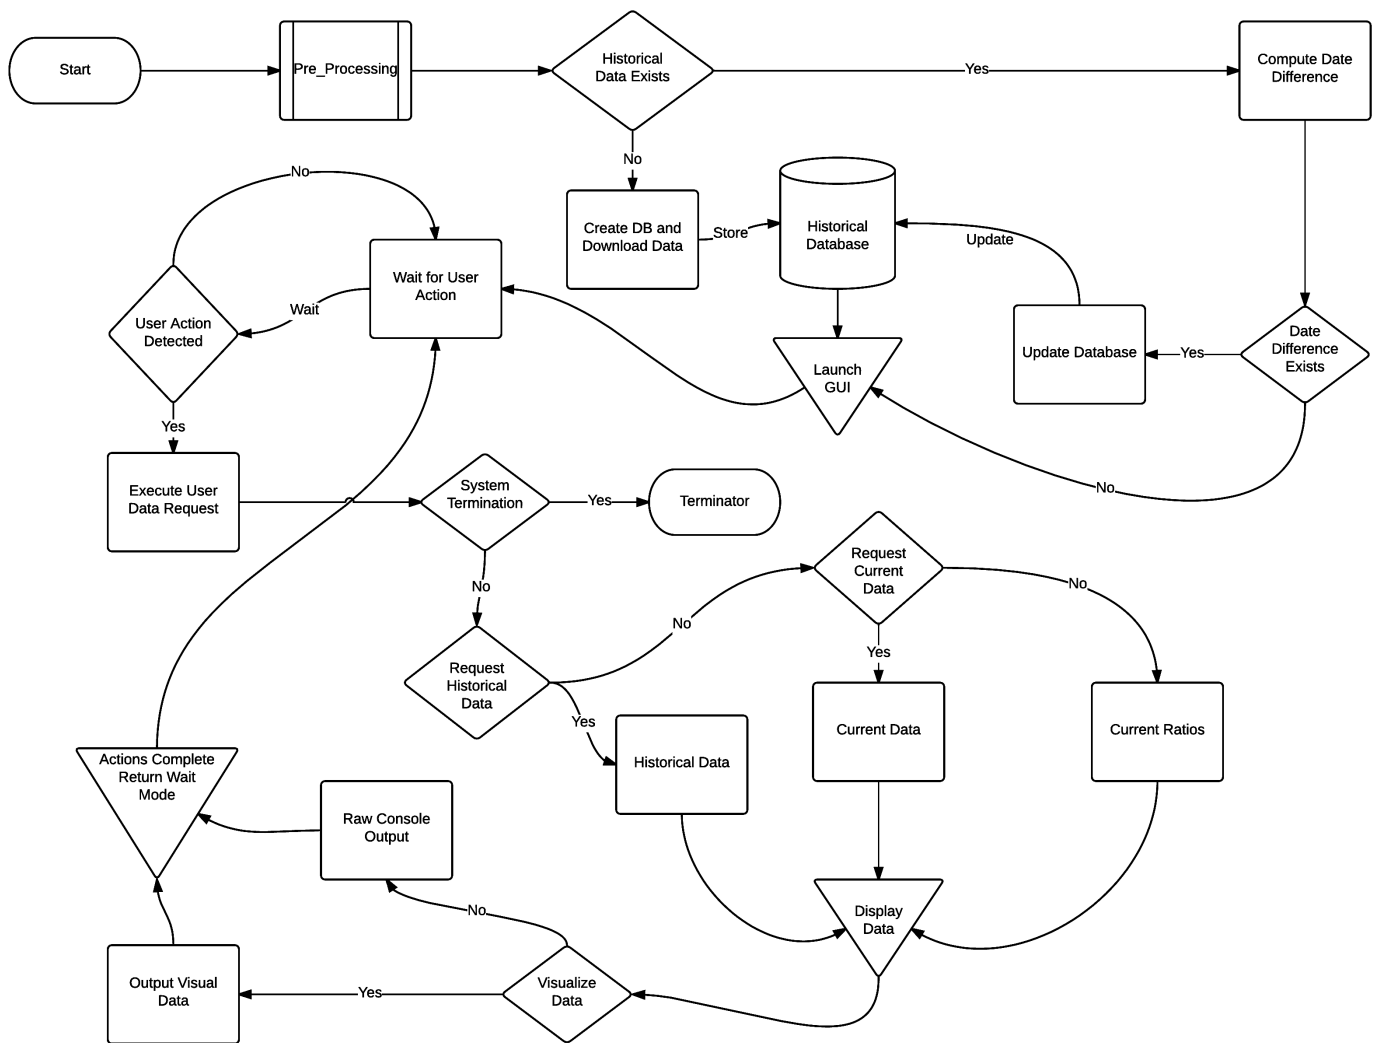 Start
Pre_Processing
Historical
Data Exists
Yes
Compute Date
Difference
No
No
Create DB and
Download Data
Store
Historical
Database
Update
Wait for User
Action
Wait
User Action
Detected
Launch
GUI
Update Database
Yes
Date
Difference
Exists
Yes
No
Execute User
Data Request
System
Termination
Yes
Terminator
No
Request
Current
Data
No
No
Yes
Request
Historical
Data
Yes
Historical Data
Current Data
Current Ratios
Actions Complete
Return Wait
Mode
Raw Console
Output
No
Display
Data
Output Visual
Data
Yes
Visualize
Data